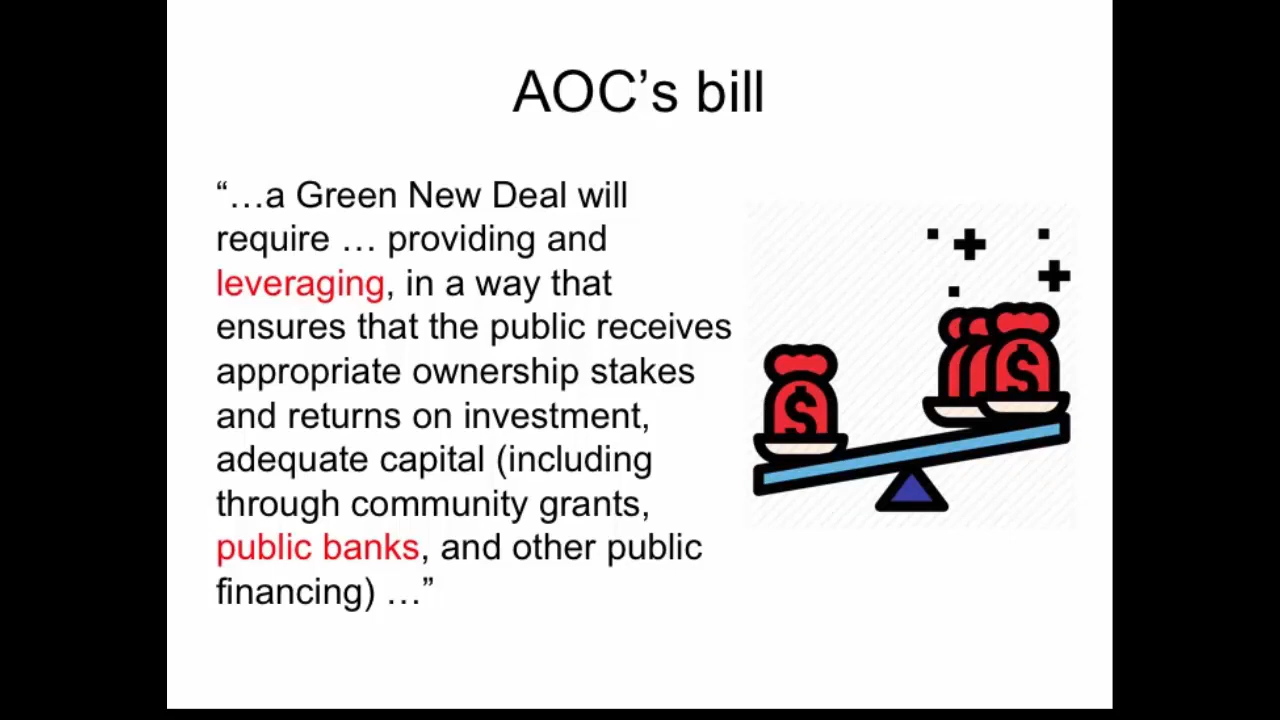 AOC’s bill
“…a Green New Deal will
require … providing and
leveraging, in a way that
ensures that the public receives
appropriate ownership stakes
and returns on investment,
adequate capital (including
through community grants,
public banks, and other public
financing) …”
$
$